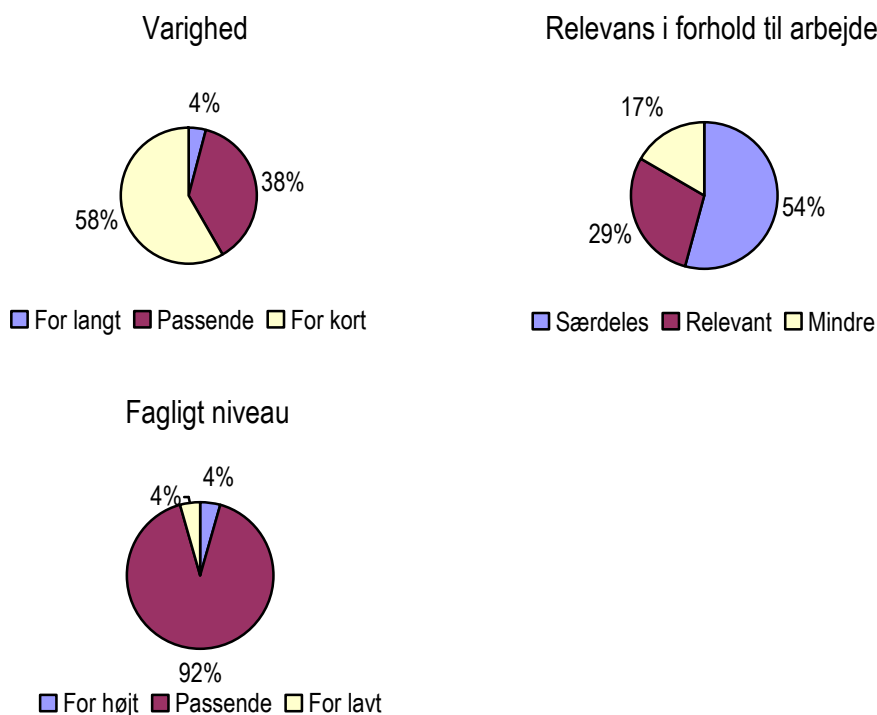 Varighed
4%
38%
58%
For langt Passende For kort
Relevans i forhold til arbejde
17%
54%
29%
Særdeles Relevant Mindre
Fagligt niveau
4% 4%
92%
For højt Passende For lavt